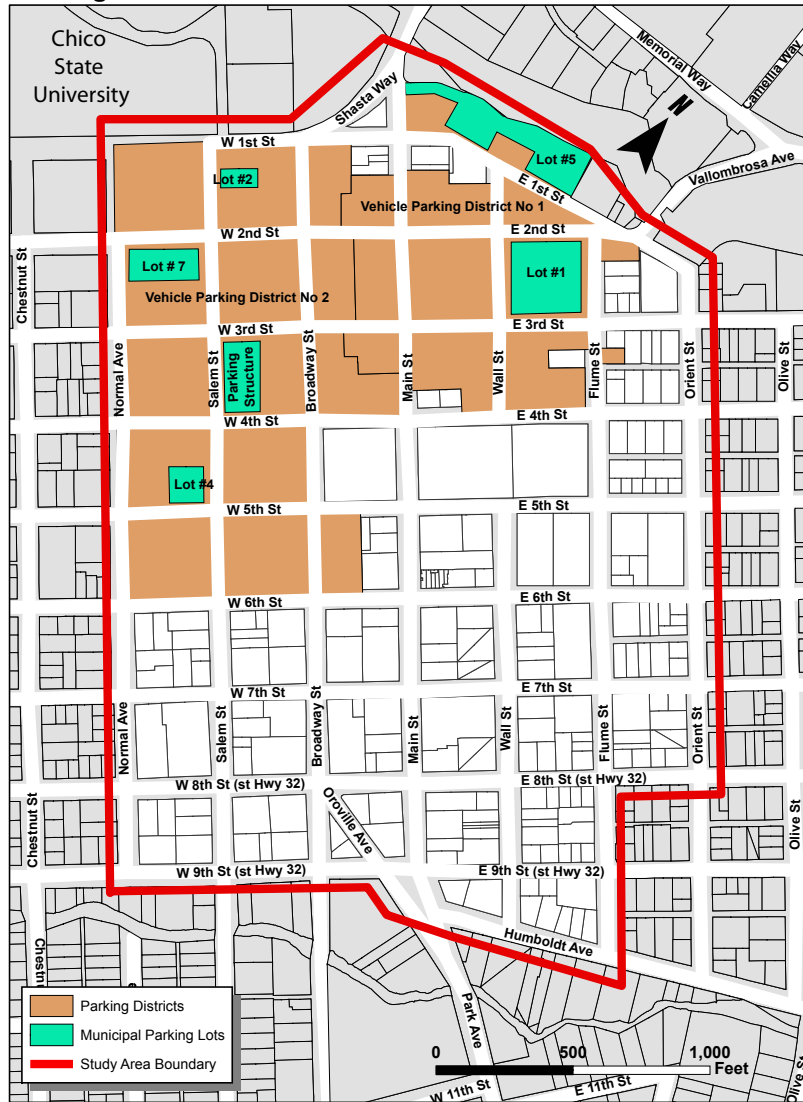 Chico
State
University
Memorial Way
Camellia Way
Shasta Way
N
W 1st St
Lot #5
Vallombrosa Ave
Lot #2
E 1st St
Vehicle Parking District No 1
W 2nd St
E 2nd St
Chestnut St
Lot # 7
Lot #1
Vehicle Parking District No 2
W 3rd St
E 3rd St
Normal Ave
Salem St
Parking
Structure
Broadway St
Main St
Wall St
Flume St
Orient St
Olive St
W 4th St
E 4th St
Lot #4
W 5th St
E 5th St
W 6th St
E 6th St
W 7th St
E 7th St
Normal Ave
Salem St
Broadway St
Main St
Wall St
Flume St
Orient St
W 8th St (st Hwy 32)
E 8th St (st Hwy 32)
Chestnut St
Oroville Ave
Olive St
W 9th St (st Hwy 32)
E 9th St (st Hwy 32)
Humboldt Ave
Park Ave
Parking Districts
Municipal Parking Lots
Study Area Boundary
0 500 1,000
Feet
W 11th St
E 11th St
Olive St